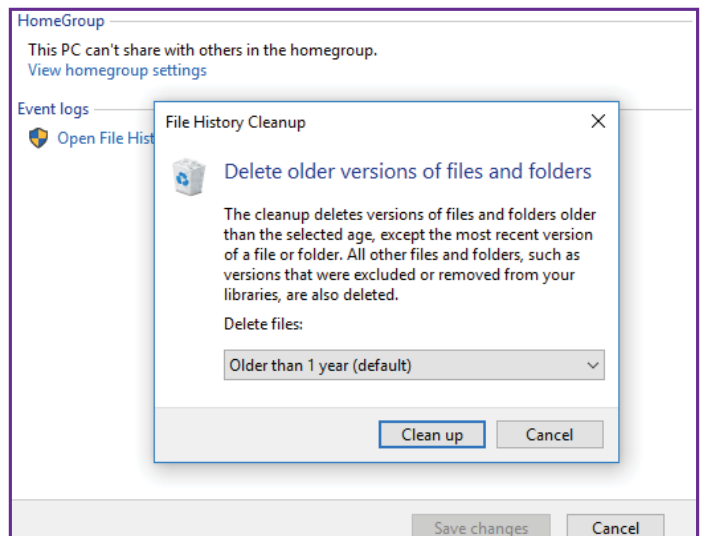 HomeGroup
This PC can't share with others in the homegroup.
View homegroup settings
Event logs
Open File Hist
File History Cleanup
Delete older versions of files and folders
The cleanup deletes versions of files and folders older
than the selected age, except the most recent version
of a file or folder. All other files and folders, such as
versions that were excluded or removed from your
libraries, are also deleted.
Delete files:
Older than 1 year (default)
Clean up
Cancel
Save changes
Cancel